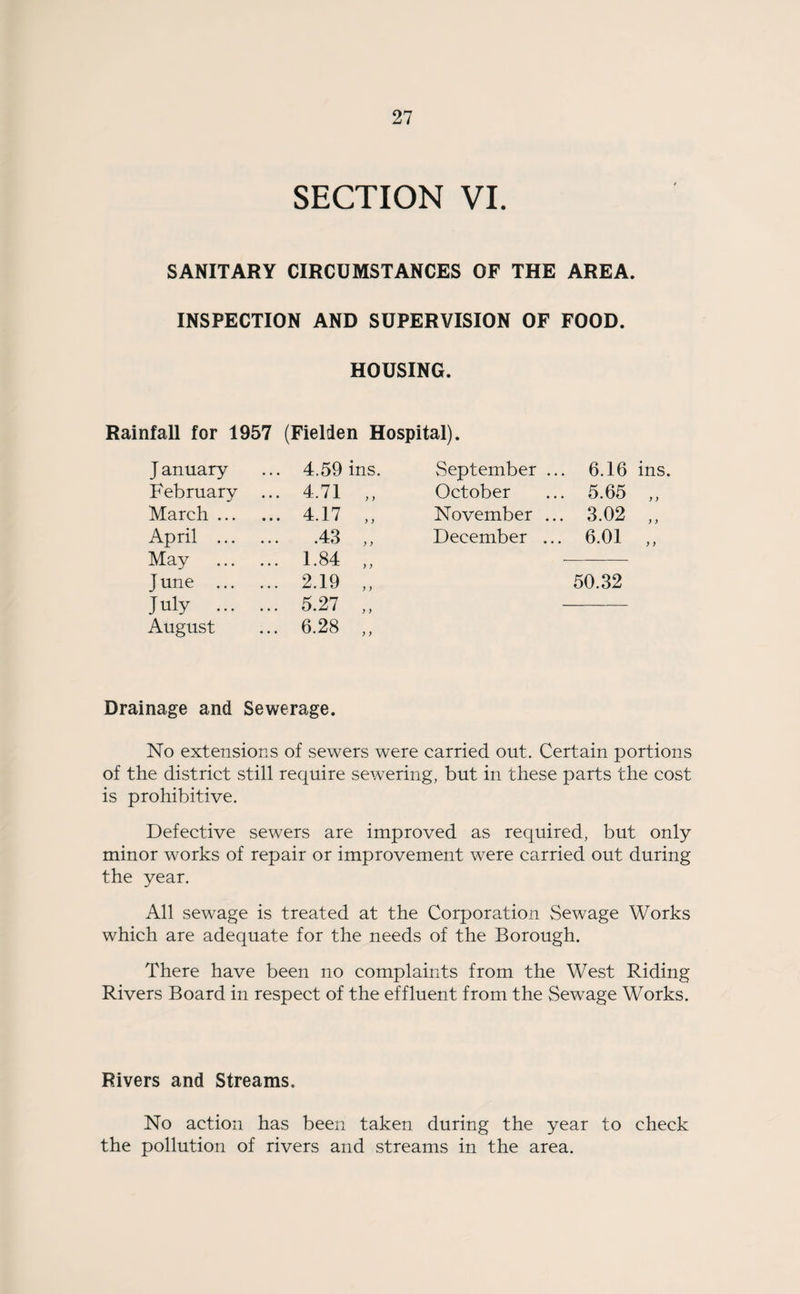 27
SECTION VI.
SANITARY CIRCUMSTANCES OF THE AREA.
INSPECTION AND SUPERVISION OF FOOD.
HOUSING.
Rainfall for 1957 (Fielden Hospital).
January ... 4.59 ins.
February ... 4.71 ,,
March ... ... 4.17 ,,
April ... ... .43 ,,
May ... ... 1.84 ,,
June ... ... 2.19 ,,
July ... ... 5.27 ,,
August ... 6.28 ,,
September ... 6.16 ins.
October ... 5.65 ,,
November ... 3.02 ,,
December ... 6.01 ,,
50.32
Drainage and Sewerage.
No extensions of sewers were carried out. Certain portions
of the district still require sewering, but in these parts the cost
is prohibitive.
Defective sewers are improved as required, but only
minor works of repair or improvement were carried out during
the year.
All sewage is treated at the Corporation Sewage Works
which are adequate for the needs of the Borough.
There have been no complaints from the West Riding
Rivers Board in respect of the effluent from the Sewage Works.
Rivers and Streams.
No action has been taken during the year to check
the pollution of rivers and streams in the area.